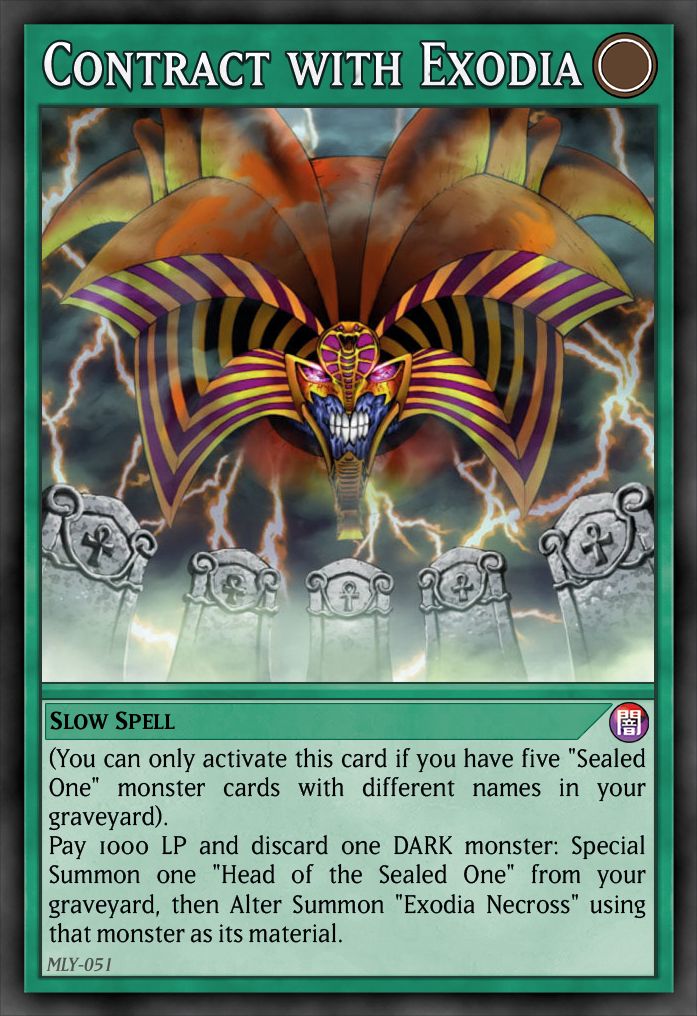 Contract with Exodia
Slow Spell
闇
(You can only activate this card if you have five "Sealed
One" monster cards with different names in your
graveyard).
Pay 1000 LP and discard one DARK monster: Special
Summon one "Head of the Sealed One" from your
graveyard, then Alter Summon "Exodia Necross" using
that monster as its material.
MLY-051